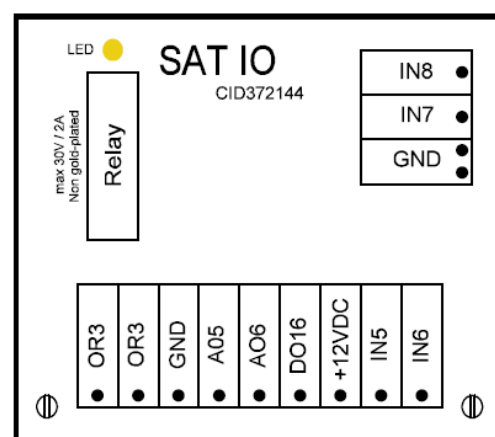 LED
SAT IO
CID372144
max 30V / 2A
Non gold-plated
Relay
IN8
IN7
GND
OR3
OR3
GND
A05
AO6
DO16
+12VDC
IN5
IN6